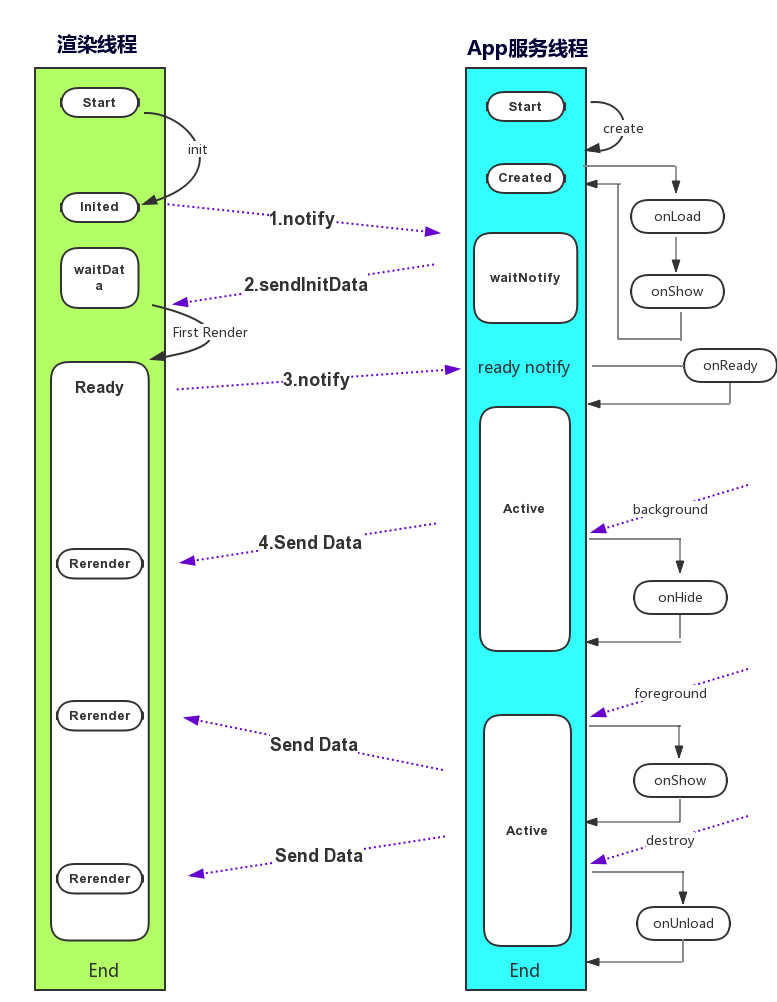 渲染线程
App服务线程
Start
Start
create
init
Created
Inited
onLoad
1.notify
waitDat
a
waitNotify
2.sendInitData
onShow
First Render
ready notify
onReady
Ready
3.notify
Active
background
4.Send Data
Rerender
onHide
foreground
Rerender
Send Data
onShow
Active
destroy
Send Data
Rerender
onUnload
End
End